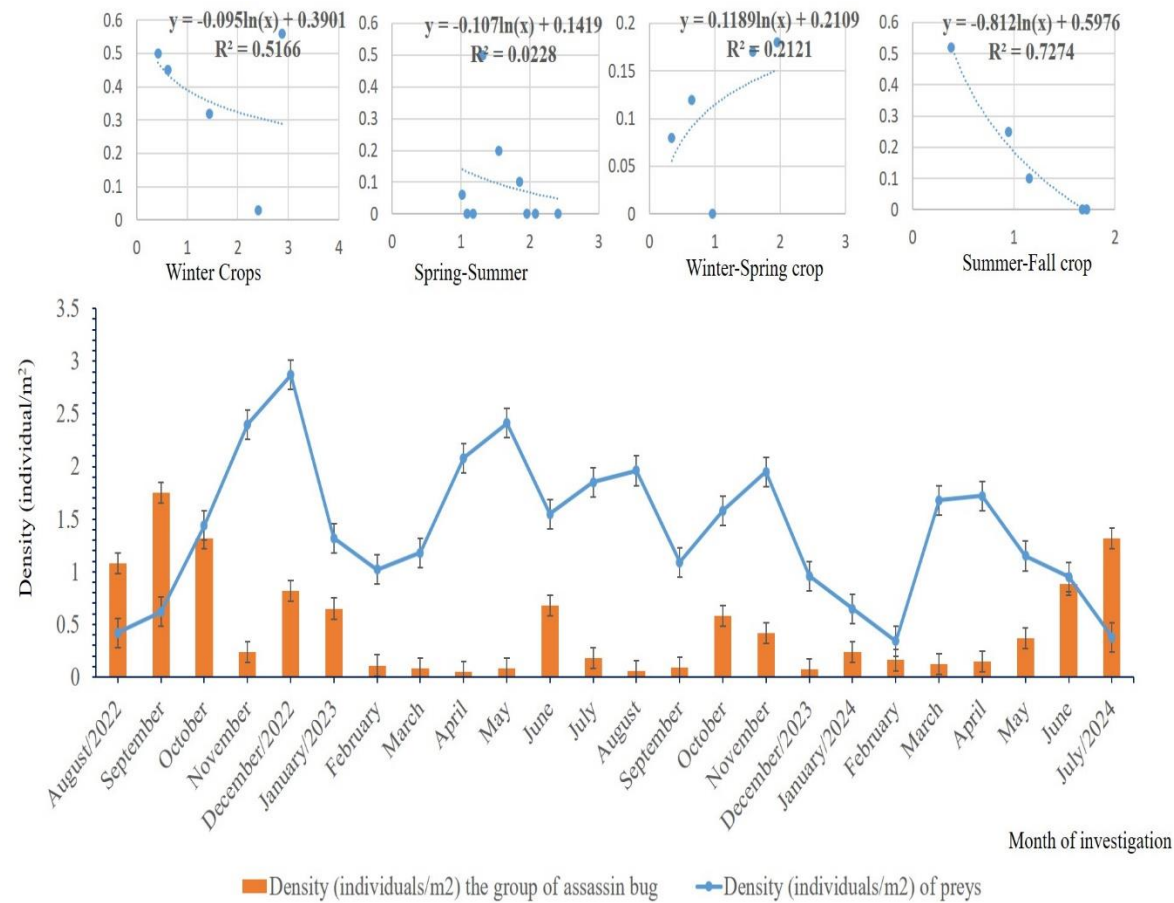 y = -0.095ln(x) + 0.3901
R² = 0.5166
0.6
0.5
0.4
0.3
0.2
0.1
0
0 1 2 3 4
Winter Crops
y = -0.107ln(x) + 0.1419
R² = 0.0228
0.6
0.5
0.4
0.3
0.2
0.1
0
0 1 2 3
Spring-Summer
y = 0.1189ln(x) + 0.2109
R² = 0.2121
0.2
0.15
0.1
0.05
0
0 1 2 3
Winter-Spring crop
y = -0.812ln(x) + 0.5976
R² = 0.7274
0.6
0.5
0.4
0.3
0.2
0.1
0
0 1 2
Summer-Fall crop
Density (individual/m²)
3.5
3
2.5
2
1.5
1
0.5
0
August/2022
September
October
November
December/2022
January/2023
February
March
April
May
June
July
August
September
October
November
December/2023
January/2024
February
March
April
May
June
July/2024
Month of investigation
Density (individuals/m2) the group of assassin bug
Density (individuals/m2) of preys